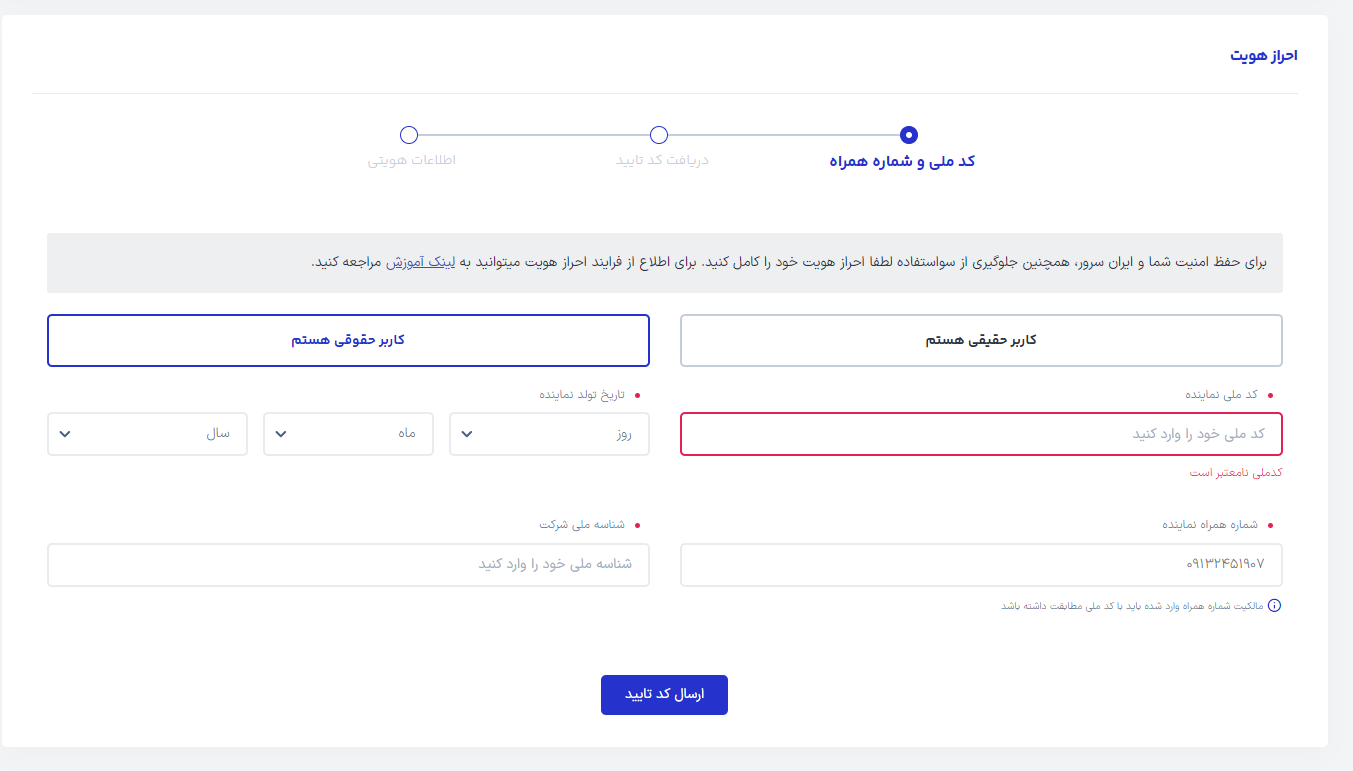 احراز هویت
کد ملی و شماره همراه
دریافت کد تایید
اطلاعات هویتی
برای حفظ امنیت شما و ایران سرور، همچنین جلوگیری از سواستفاده لطفا احراز هویت خود را کامل کنید. برای اطلاع از فرایند احراز هویت میتوانید به لینک آموزش مراجعه کنید.
کاربر حقیقی هستم
کاربر حقوقی هستم
کد ملی نماینده
کد ملی خود را وارد کنید
کدملی نامعتبر است
تاریخ تولد نماینده
روز
ماه
سال
شماره همراه نماینده
۰۹۱۳۲۴۵۱۹۰۷
مالکیت شماره همراه وارد شده باید با کد ملی مطابقت داشته باشد
شناسه ملی شرکت
شناسه ملی خود را وارد کنید
ارسال کد تایید